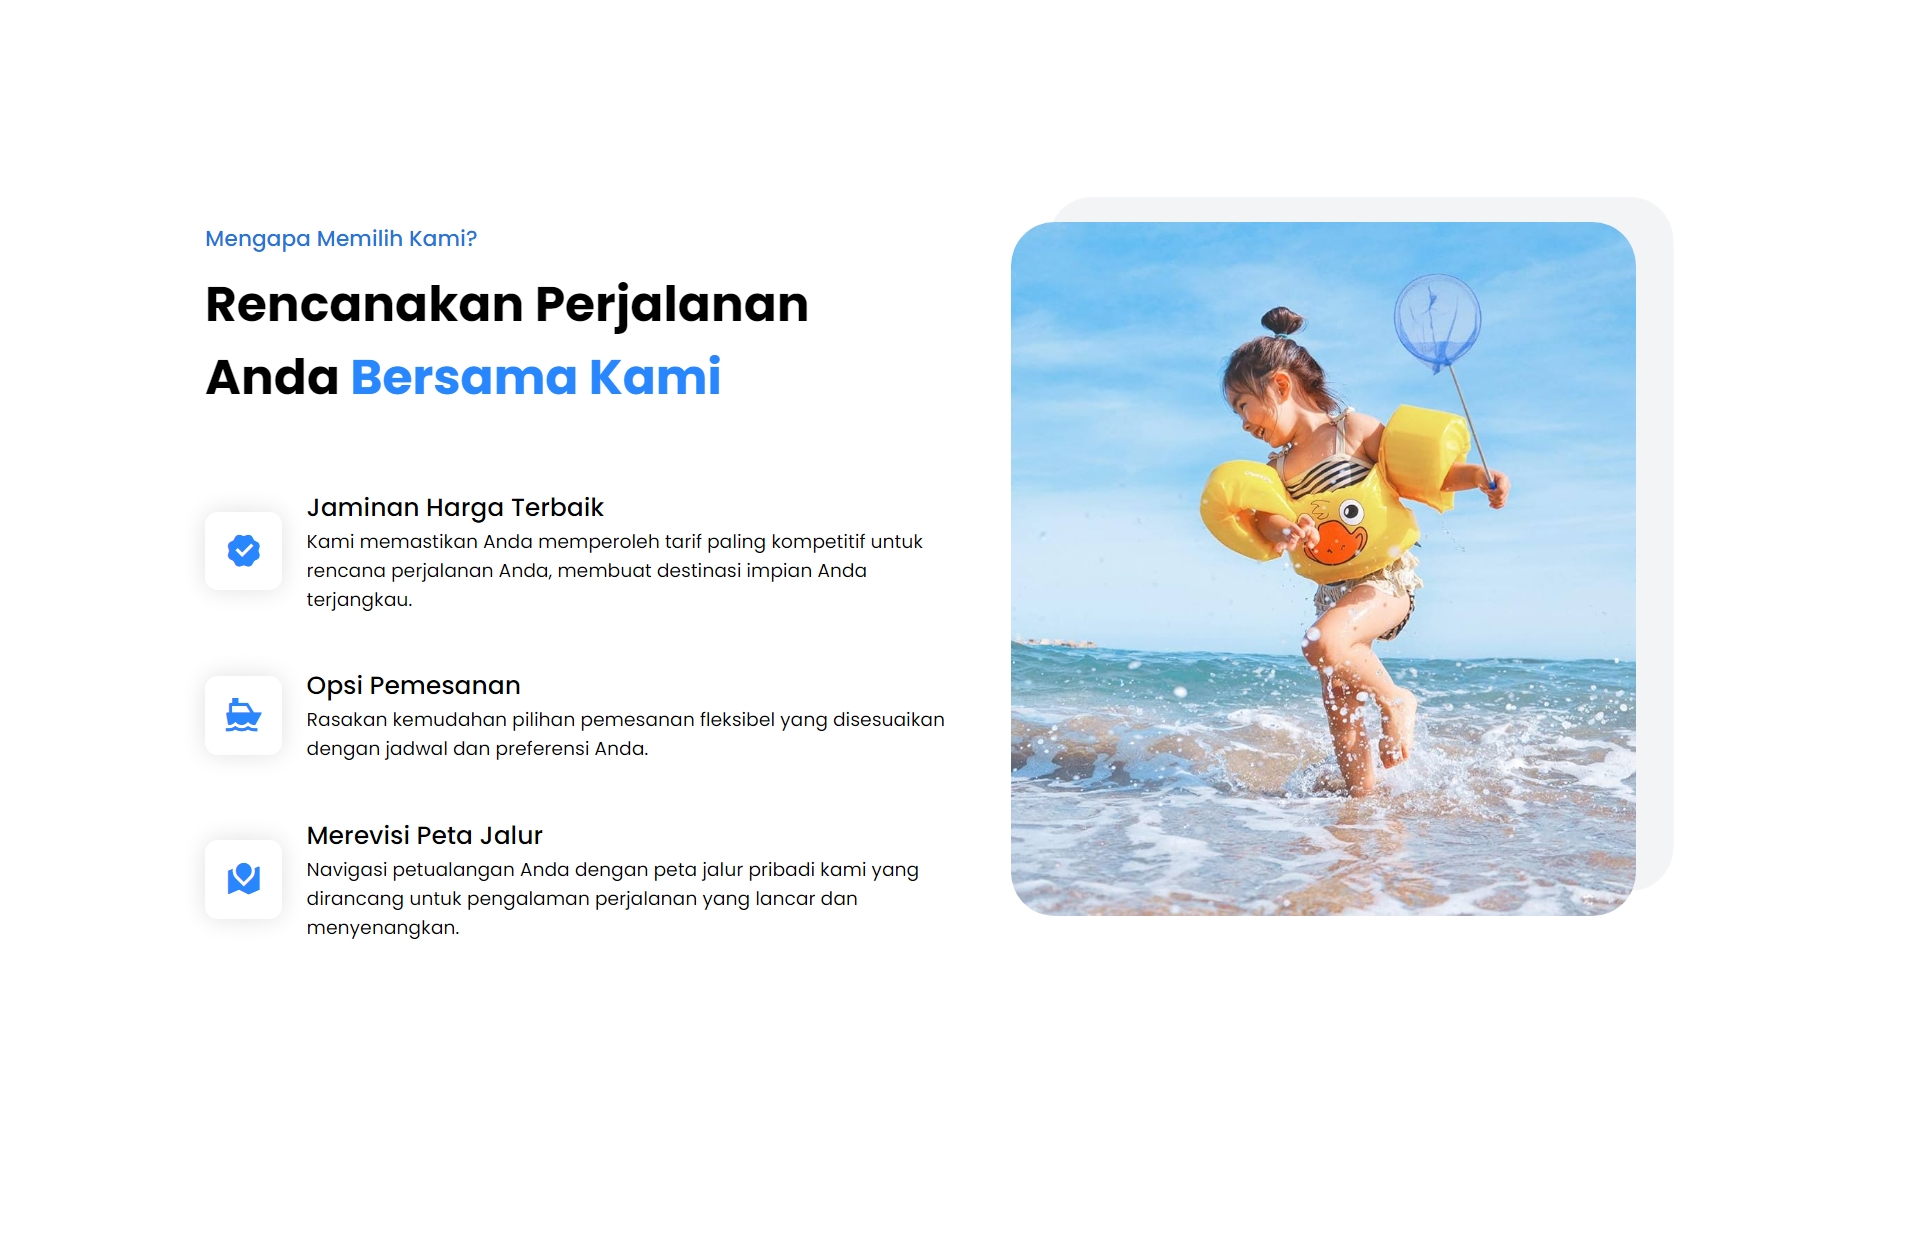 Mengapa Memilih Kami?
Rencanakan Perjalanan
Anda Bersama Kami
Jaminan Harga Terbaik
Kami memastikan Anda memperoleh tarif paling kompetitif untuk
rencana perjalanan Anda, membuat destinasi impian Anda
terjangkau.
Opsi Pemesanan
Rasakan kemudahan pilihan pemesanan fleksibel yang disesuaikan
dengan jadwal dan preferensi Anda.
Merevisi Peta Jalur
Navigasi petualangan Anda dengan peta jalur pribadi kami yang
dirancang untuk pengalaman perjalanan yang lancar dan
menyenangkan.